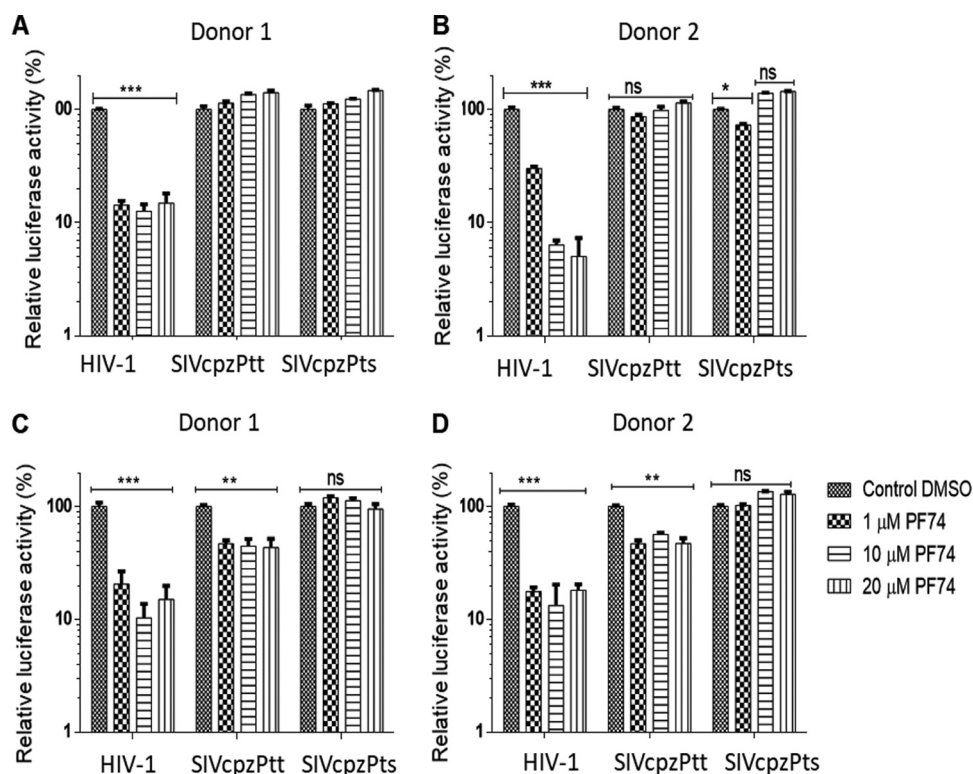 A
Donor 1
Relative luciferase activity (%)
***
00
10
1
HIV-1 SIVcpzPtt SIVcpzPts
B
Donor 2
Relative luciferase activity (%)
*** ns * ns
100
10
1
HIV-1 SIVcpzPtt SIVcpzPts
C
Donor 1
Relative luciferase activity (%)
*** ** ns
100
10
1
HIV-1 SIVcpzPtt SIVcpzPts
D
Donor 2
Relative luciferase activity (%)
*** ** ns
100
10
1
HIV-1 SIVcpzPtt SIVcpzPts
Control DMSO
1 μM PF74
10 μM PF74
20 μM PF74